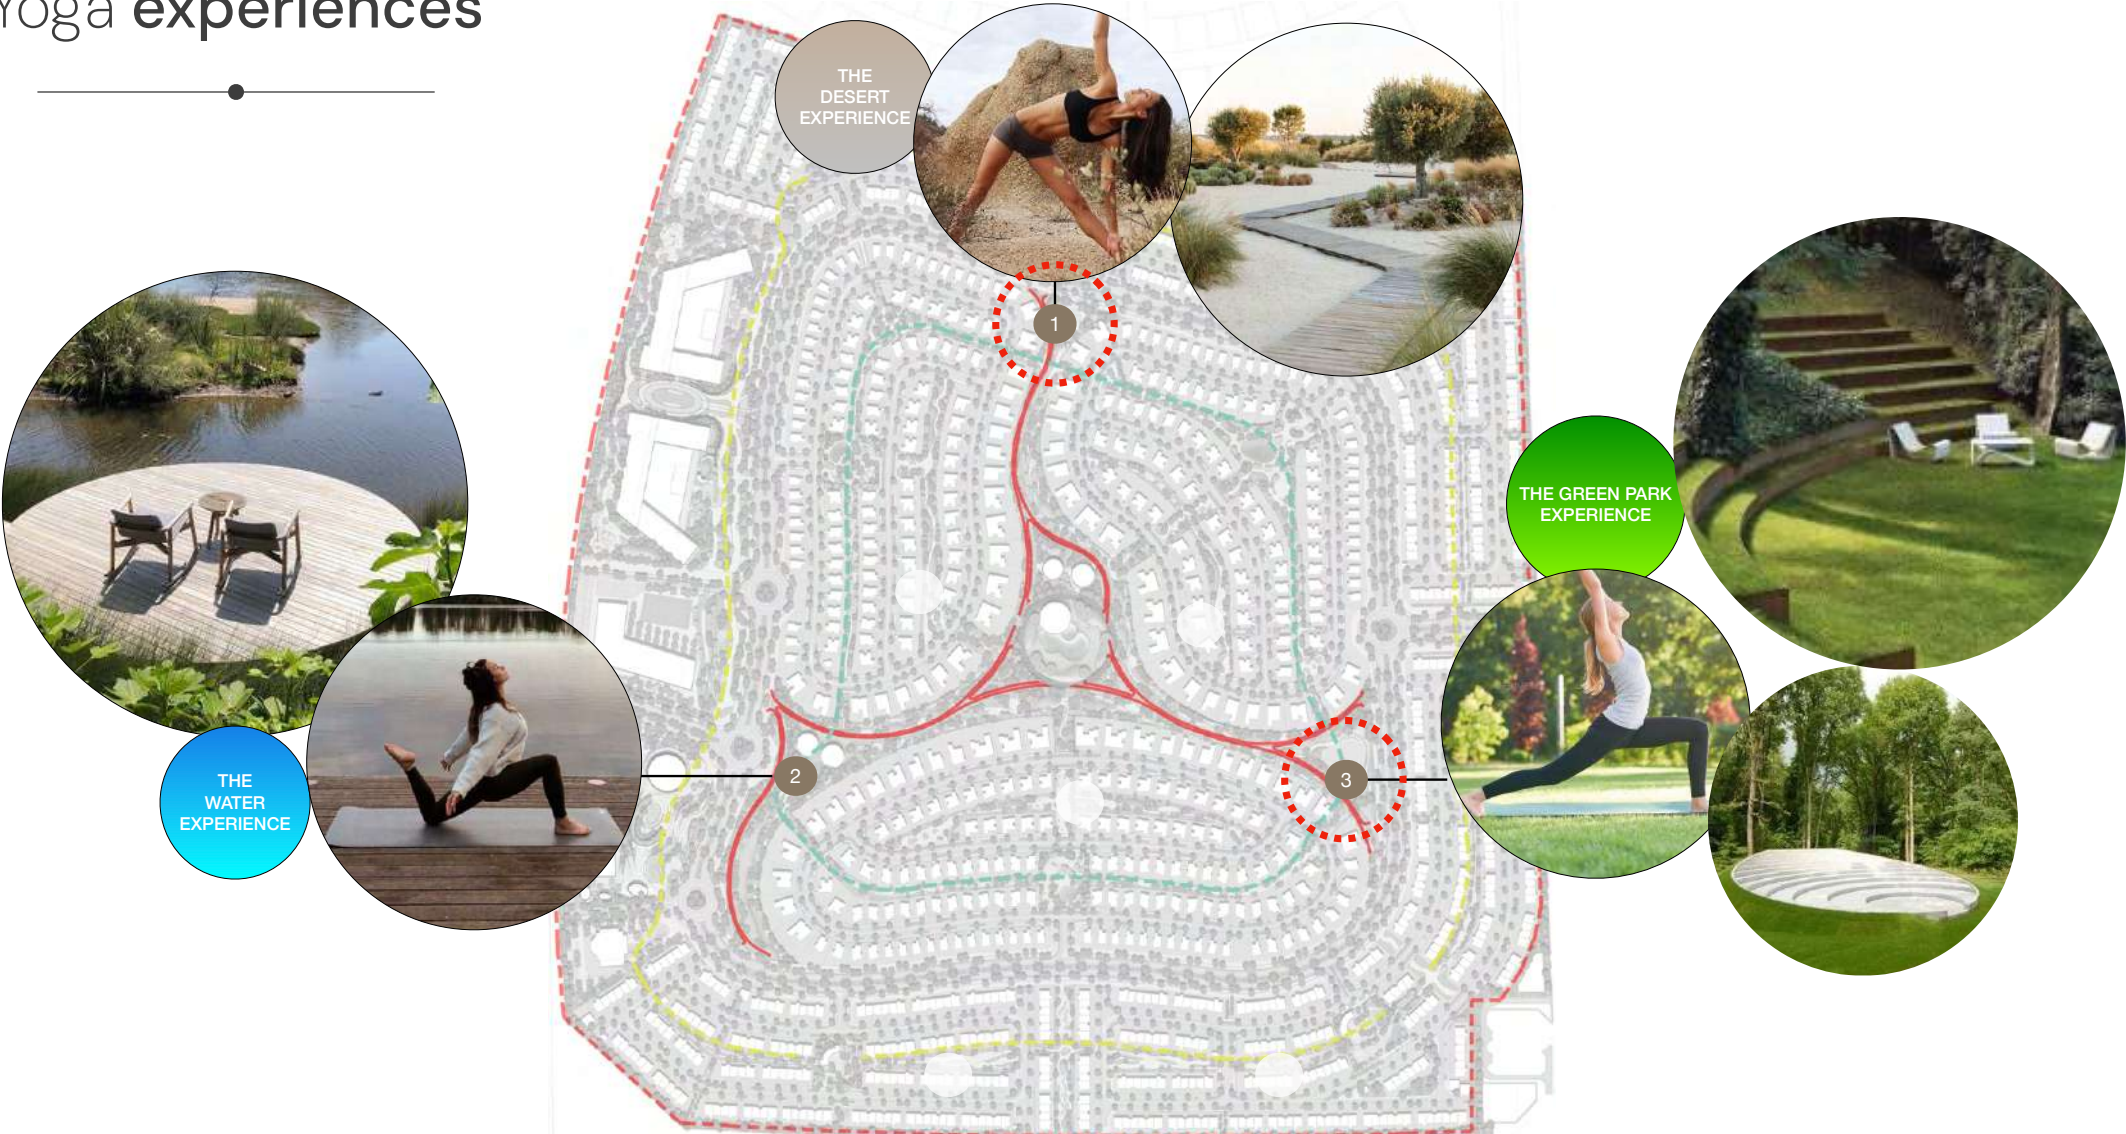 Yoga experiences
THE
DESERT
EXPERIENCE
1
THE GREEN PARK
EXPERIENCE
2
3
THE
WATER
EXPERIENCE